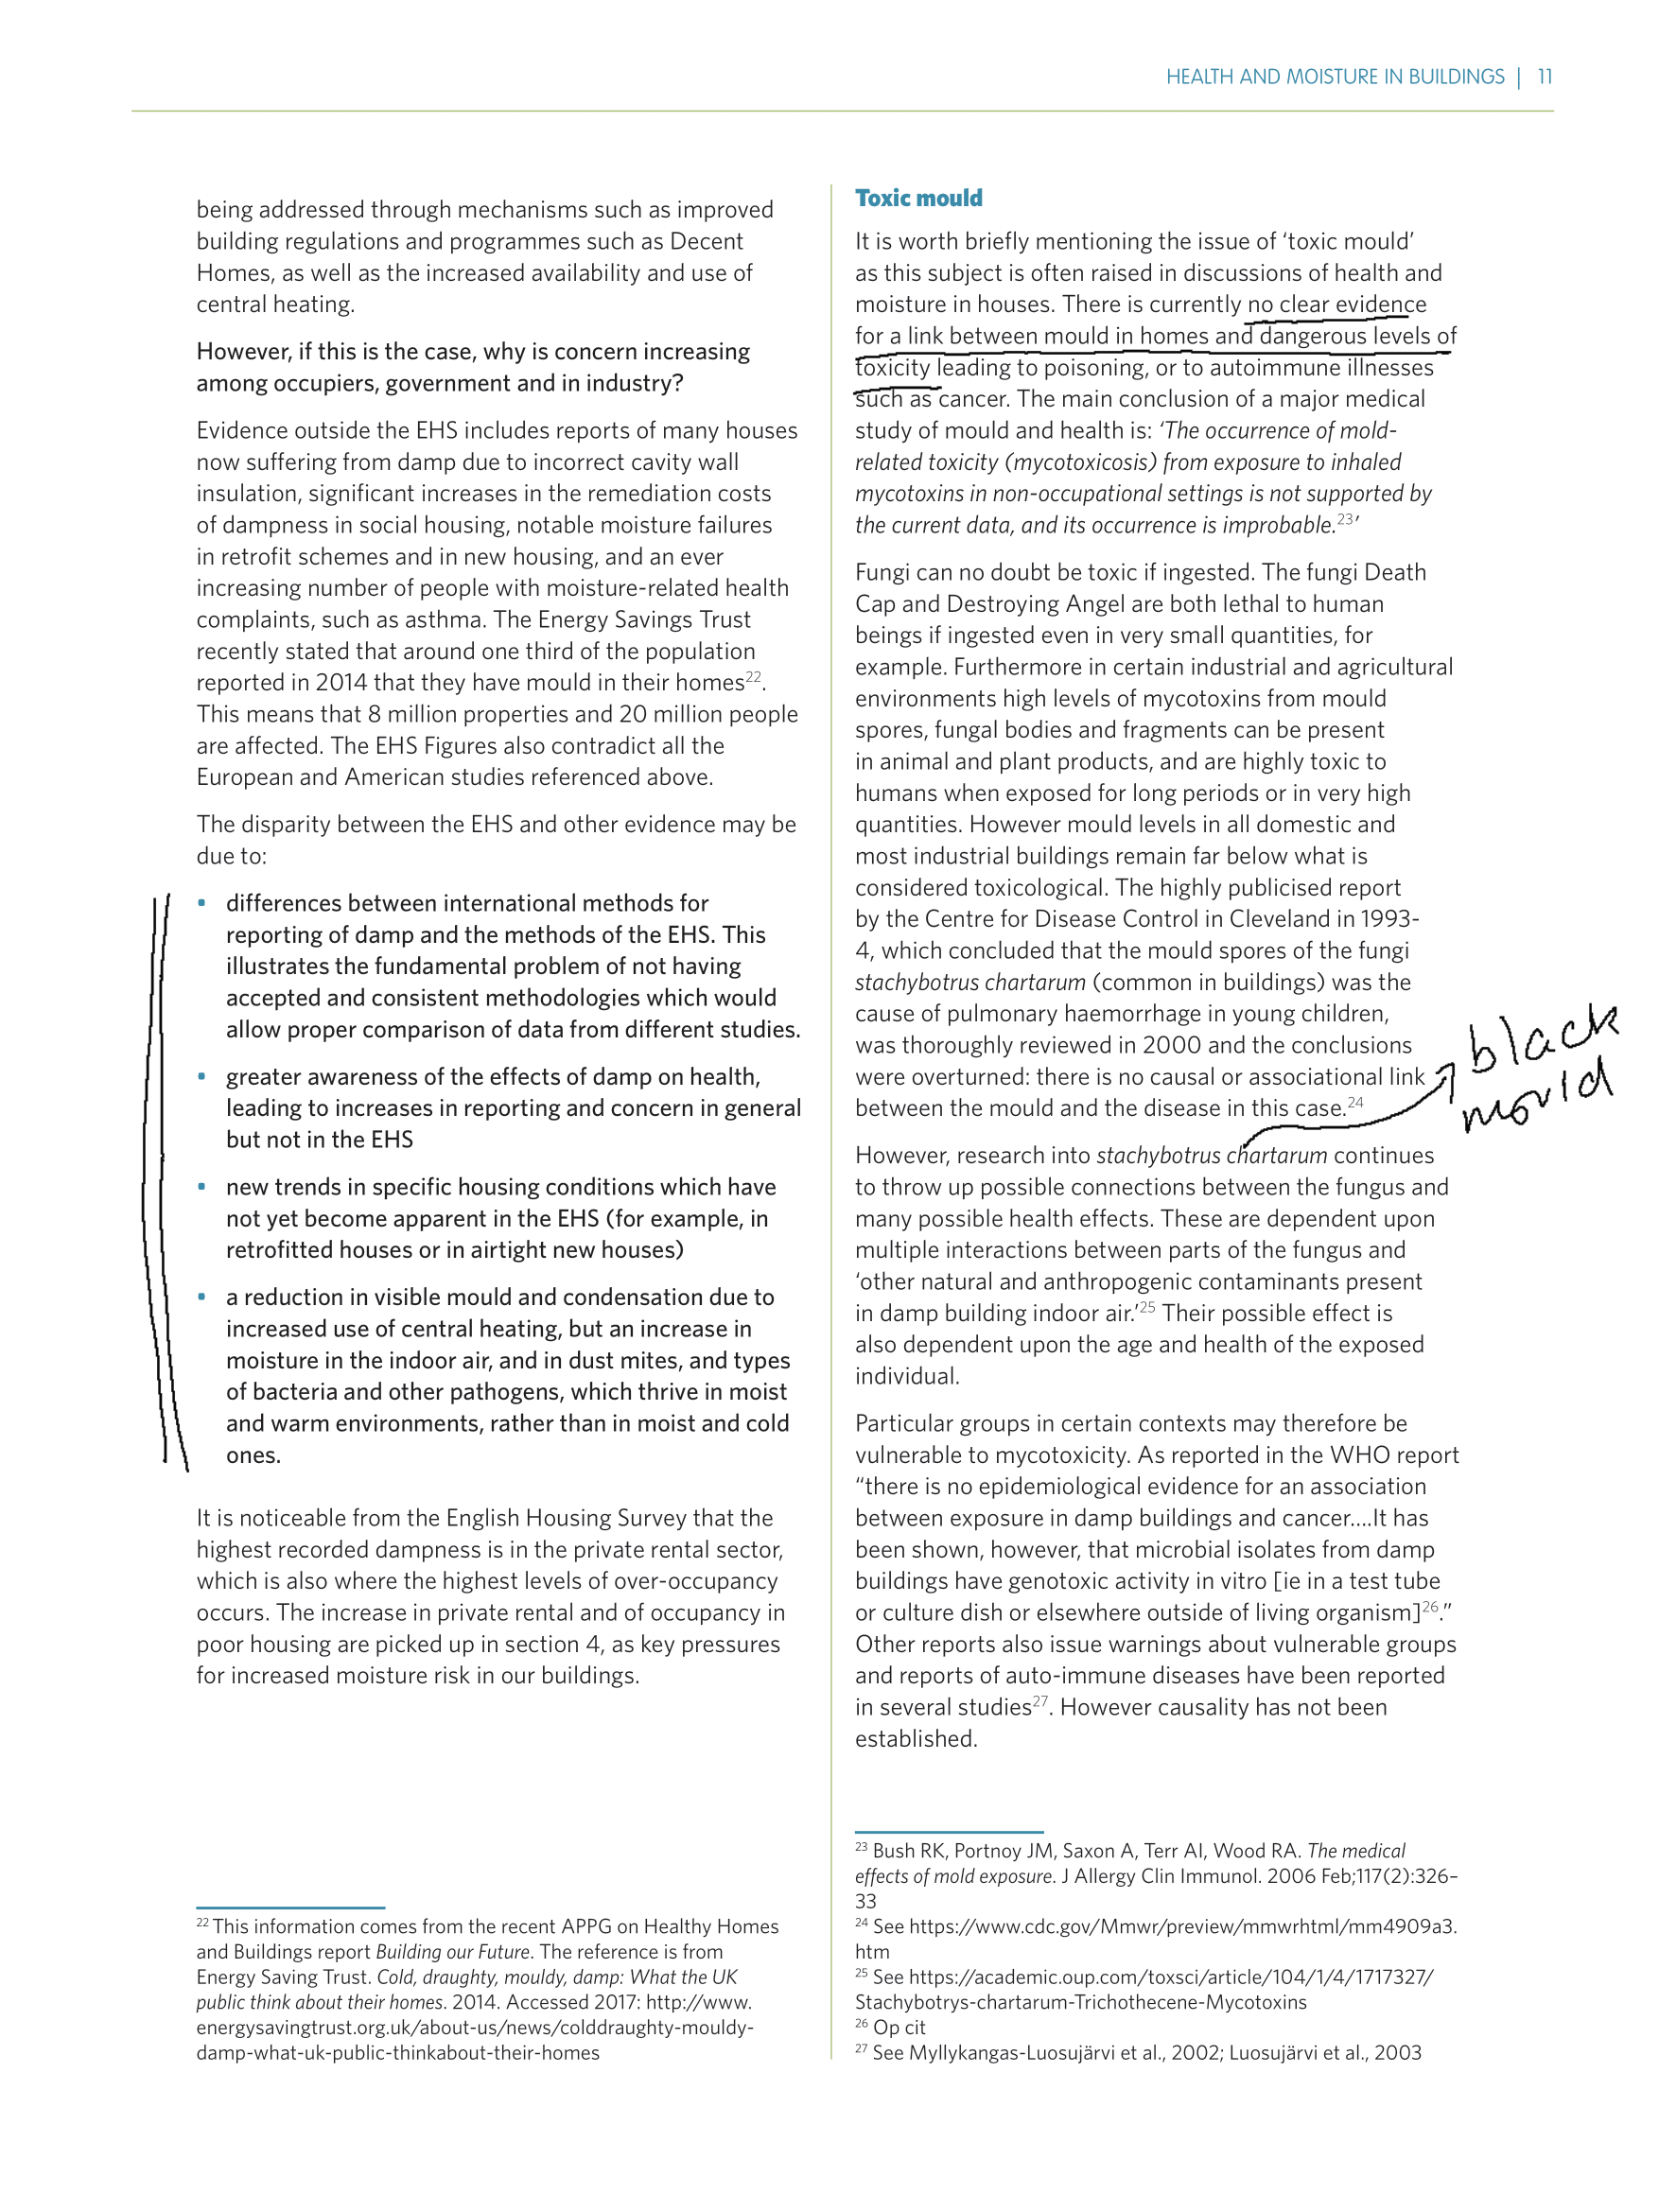 HEALTH AND MOISTURE IN BUILDINGS | 11
being addressed through mechanisms such as improved
building regulations and programmes such as Decent
Homes, as well as the increased availability and use of
central heating.
However, if this is the case, why is concern increasing
among occupiers, government and in industry?
Evidence outside the EHS includes reports of many houses
now suffering from damp due to incorrect cavity wall
insulation, significant increases in the remediation costs
of dampness in social housing, notable moisture failures
in retrofit schemes and in new housing, and an ever
increasing number of people with moisture-related health
complaints, such as asthma. The Energy Savings Trust
recently stated that around one third of the population
reported in 2014 that they have mould in their homes22.
This means that 8 million properties and 20 million people
are affected. The EHS Figures also contradict all the
European and American studies referenced above.
The disparity between the EHS and other evidence may be
due to:
• differences between international methods for
reporting of damp and the methods of the EHS. This
illustrates the fundamental problem of not having
accepted and consistent methodologies which would
allow proper comparison of data from different studies.
• greater awareness of the effects of damp on health,
leading to increases in reporting and concern in general
but not in the EHS
• new trends in specific housing conditions which have
not yet become apparent in the EHS (for example, in
retrofitted houses or in airtight new houses)
• a reduction in visible mould and condensation due to
increased use of central heating, but an increase in
moisture in the indoor air, and in dust mites, and types
of bacteria and other pathogens, which thrive in moist
and warm environments, rather than in moist and cold
ones.
It is noticeable from the English Housing Survey that the
highest recorded dampness is in the private rental sector,
which is also where the highest levels of over-occupancy
occurs. The increase in private rental and of occupancy in
poor housing are picked up in section 4, as key pressures
for increased moisture risk in our buildings.
22 This information comes from the recent APPG on Healthy Homes
and Buildings report Building our Future. The reference is from
Energy Saving Trust. Cold, draughty, mouldy, damp: What the UK
public think about their homes. 2014. Accessed 2017: http://www.
energysavingtrust.org.uk/about-us/news/colddraughty-mouldy-
damp-what-uk-public-thinkabout-their-homes
Toxic mould
It is worth briefly mentioning the issue of ‘toxic mould’
as this subject is often raised in discussions of health and
moisture in houses. There is currently no clear evidence
for a link between mould in homes and dangerous levels of
toxicity leading to poisoning, or to autoimmune illnesses
such as cancer. The main conclusion of a major medical
study of mould and health is: ‘The occurrence of mold-
related toxicity (mycotoxicosis) from exposure to inhaled
mycotoxins in non-occupational settings is not supported by
the current data, and its occurrence is improbable.23’
Fungi can no doubt be toxic if ingested. The fungi Death
Cap and Destroying Angel are both lethal to human
beings if ingested even in very small quantities, for
example. Furthermore in certain industrial and agricultural
environments high levels of mycotoxins from mould
spores, fungal bodies and fragments can be present
in animal and plant products, and are highly toxic to
humans when exposed for long periods or in very high
quantities. However mould levels in all domestic and
most industrial buildings remain far below what is
considered toxicological. The highly publicised report
by the Centre for Disease Control in Cleveland in 1993-
4, which concluded that the mould spores of the fungi
stachybotrus chartarum (common in buildings) was the
cause of pulmonary haemorrhage in young children,
was thoroughly reviewed in 2000 and the conclusions
were overturned: there is no causal or associational link
between the mould and the disease in this case.24
black
mould
However, research into stachybotrus chartarum continues
to throw up possible connections between the fungus and
many possible health effects. These are dependent upon
multiple interactions between parts of the fungus and
‘other natural and anthropogenic contaminants present
in damp building indoor air.’25 Their possible effect is
also dependent upon the age and health of the exposed
individual.
Particular groups in certain contexts may therefore be
vulnerable to mycotoxicity. As reported in the WHO report
“there is no epidemiological evidence for an association
between exposure in damp buildings and cancer....It has
been shown, however, that microbial isolates from damp
buildings have genotoxic activity in vitro [ie in a test tube
or culture dish or elsewhere outside of living organism]26.”
Other reports also issue warnings about vulnerable groups
and reports of auto-immune diseases have been reported
in several studies27. However causality has not been
established.
23 Bush RK, Portnoy JM, Saxon A, Terr AI, Wood RA. The medical
effects of mold exposure. J Allergy Clin Immunol. 2006 Feb;117(2):326–
33
24 See https://www.cdc.gov/Mmwr/preview/mmwrhtml/mm4909a3.
htm
25 See https://academic.oup.com/toxsci/article/104/1/4/1717327/
Stachybotrys-chartarum-Trichothecene-Mycotoxins
26 Op cit
27 See Myllykangas-Luosujärvi et al., 2002; Luosujärvi et al., 2003